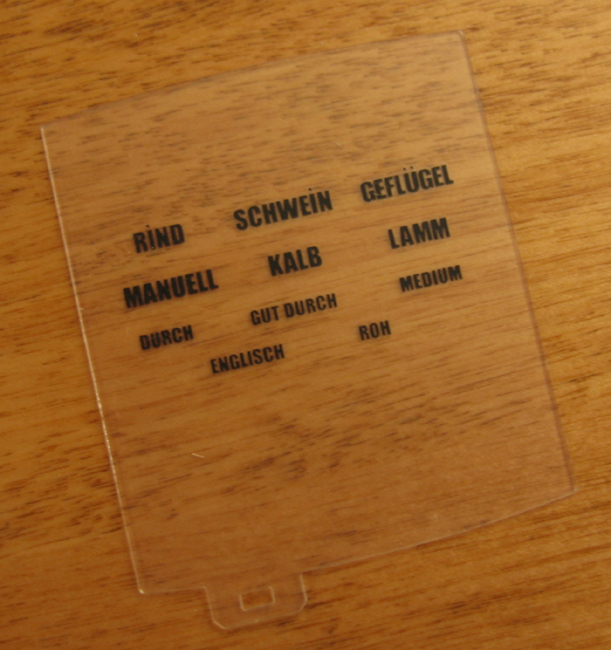 RIND SCHWEIN GEFLÜGEL
MANUELL KALB LAMM
DURCH GUT DURCH MEDIUM
ENGLISCH ROH